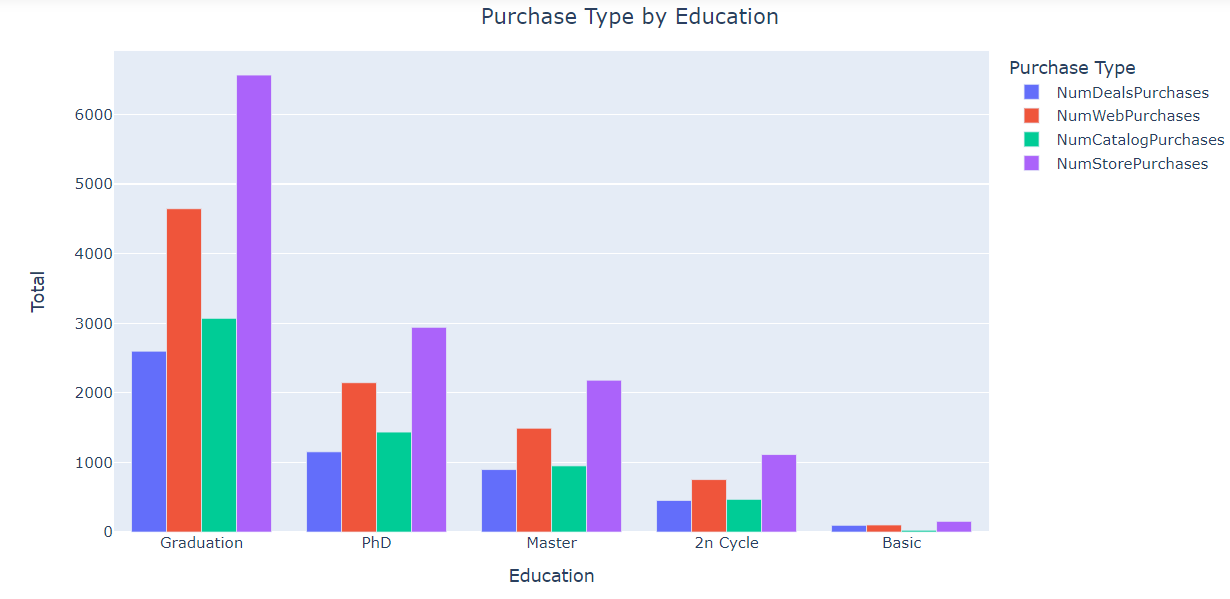 Purchase Type by Education
Purchase Type
NumDealsPurchases
NumWebPurchases
NumCatalogPurchases
NumStorePurchases
Total
6000
5000
4000
3000
2000
1000
0
Graduation PhD Master 2n Cycle Basic
Education